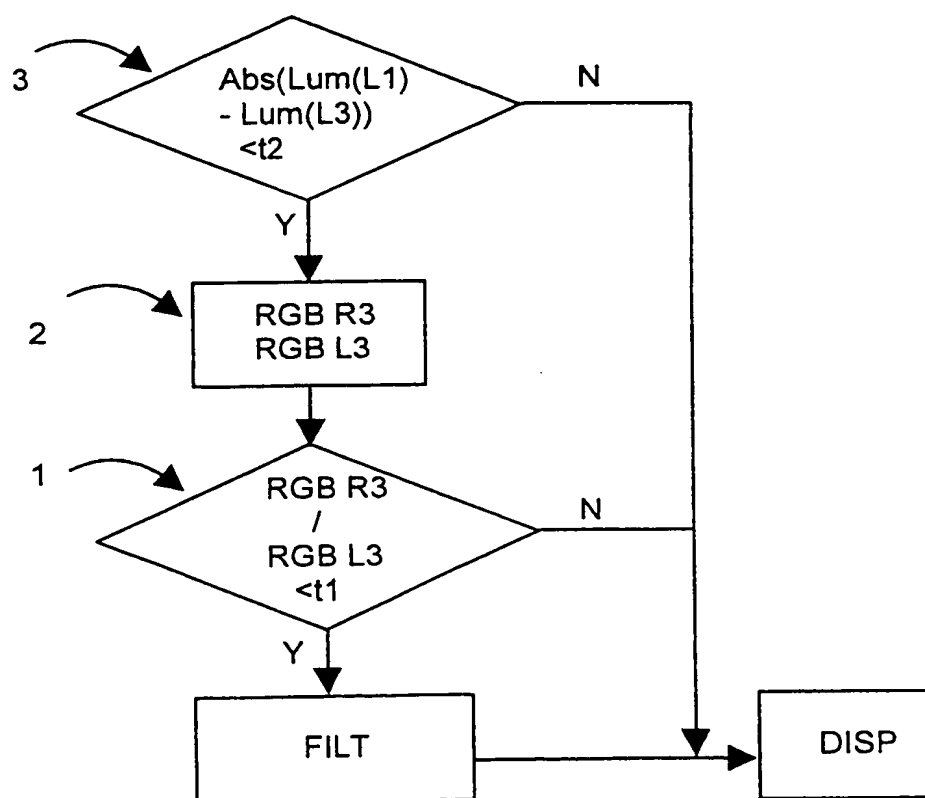 3
Abs(Lum(L1)
- Lum(L3))
<t2
N
Y
2
RGB R3
RGB L3
1
RGB R3
/
RGB L3
<t1
N
Y
FILT
DISP